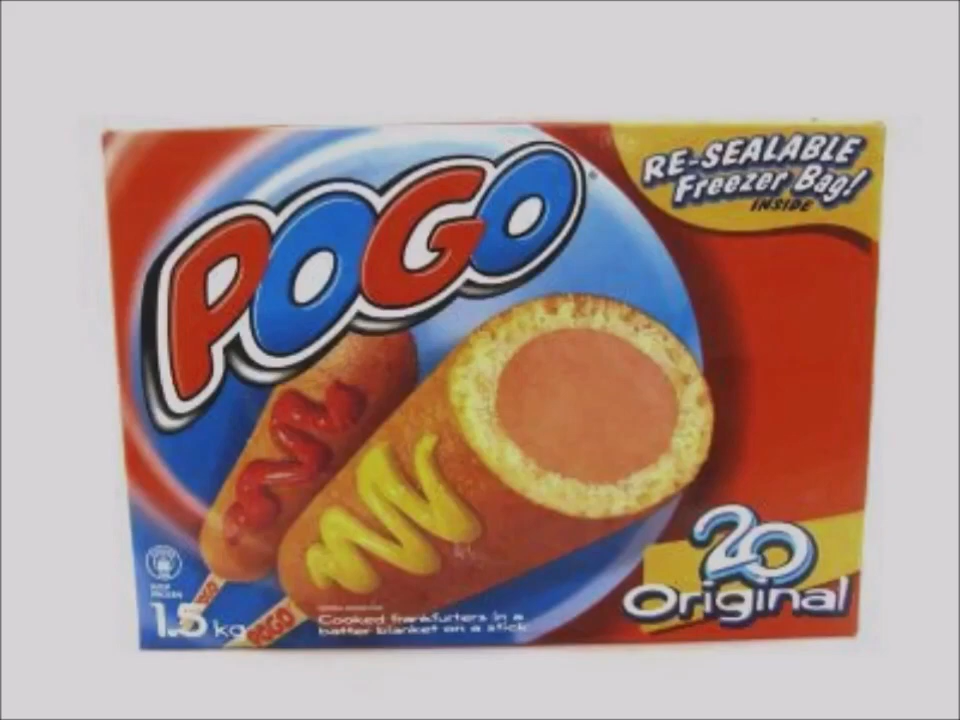 POGO
RE-SEALABLE
Freezer Bag!
INSIDE
20
Original
1.5 kg
POGO
Cooked frankfurters in a
batter blanket on a stick